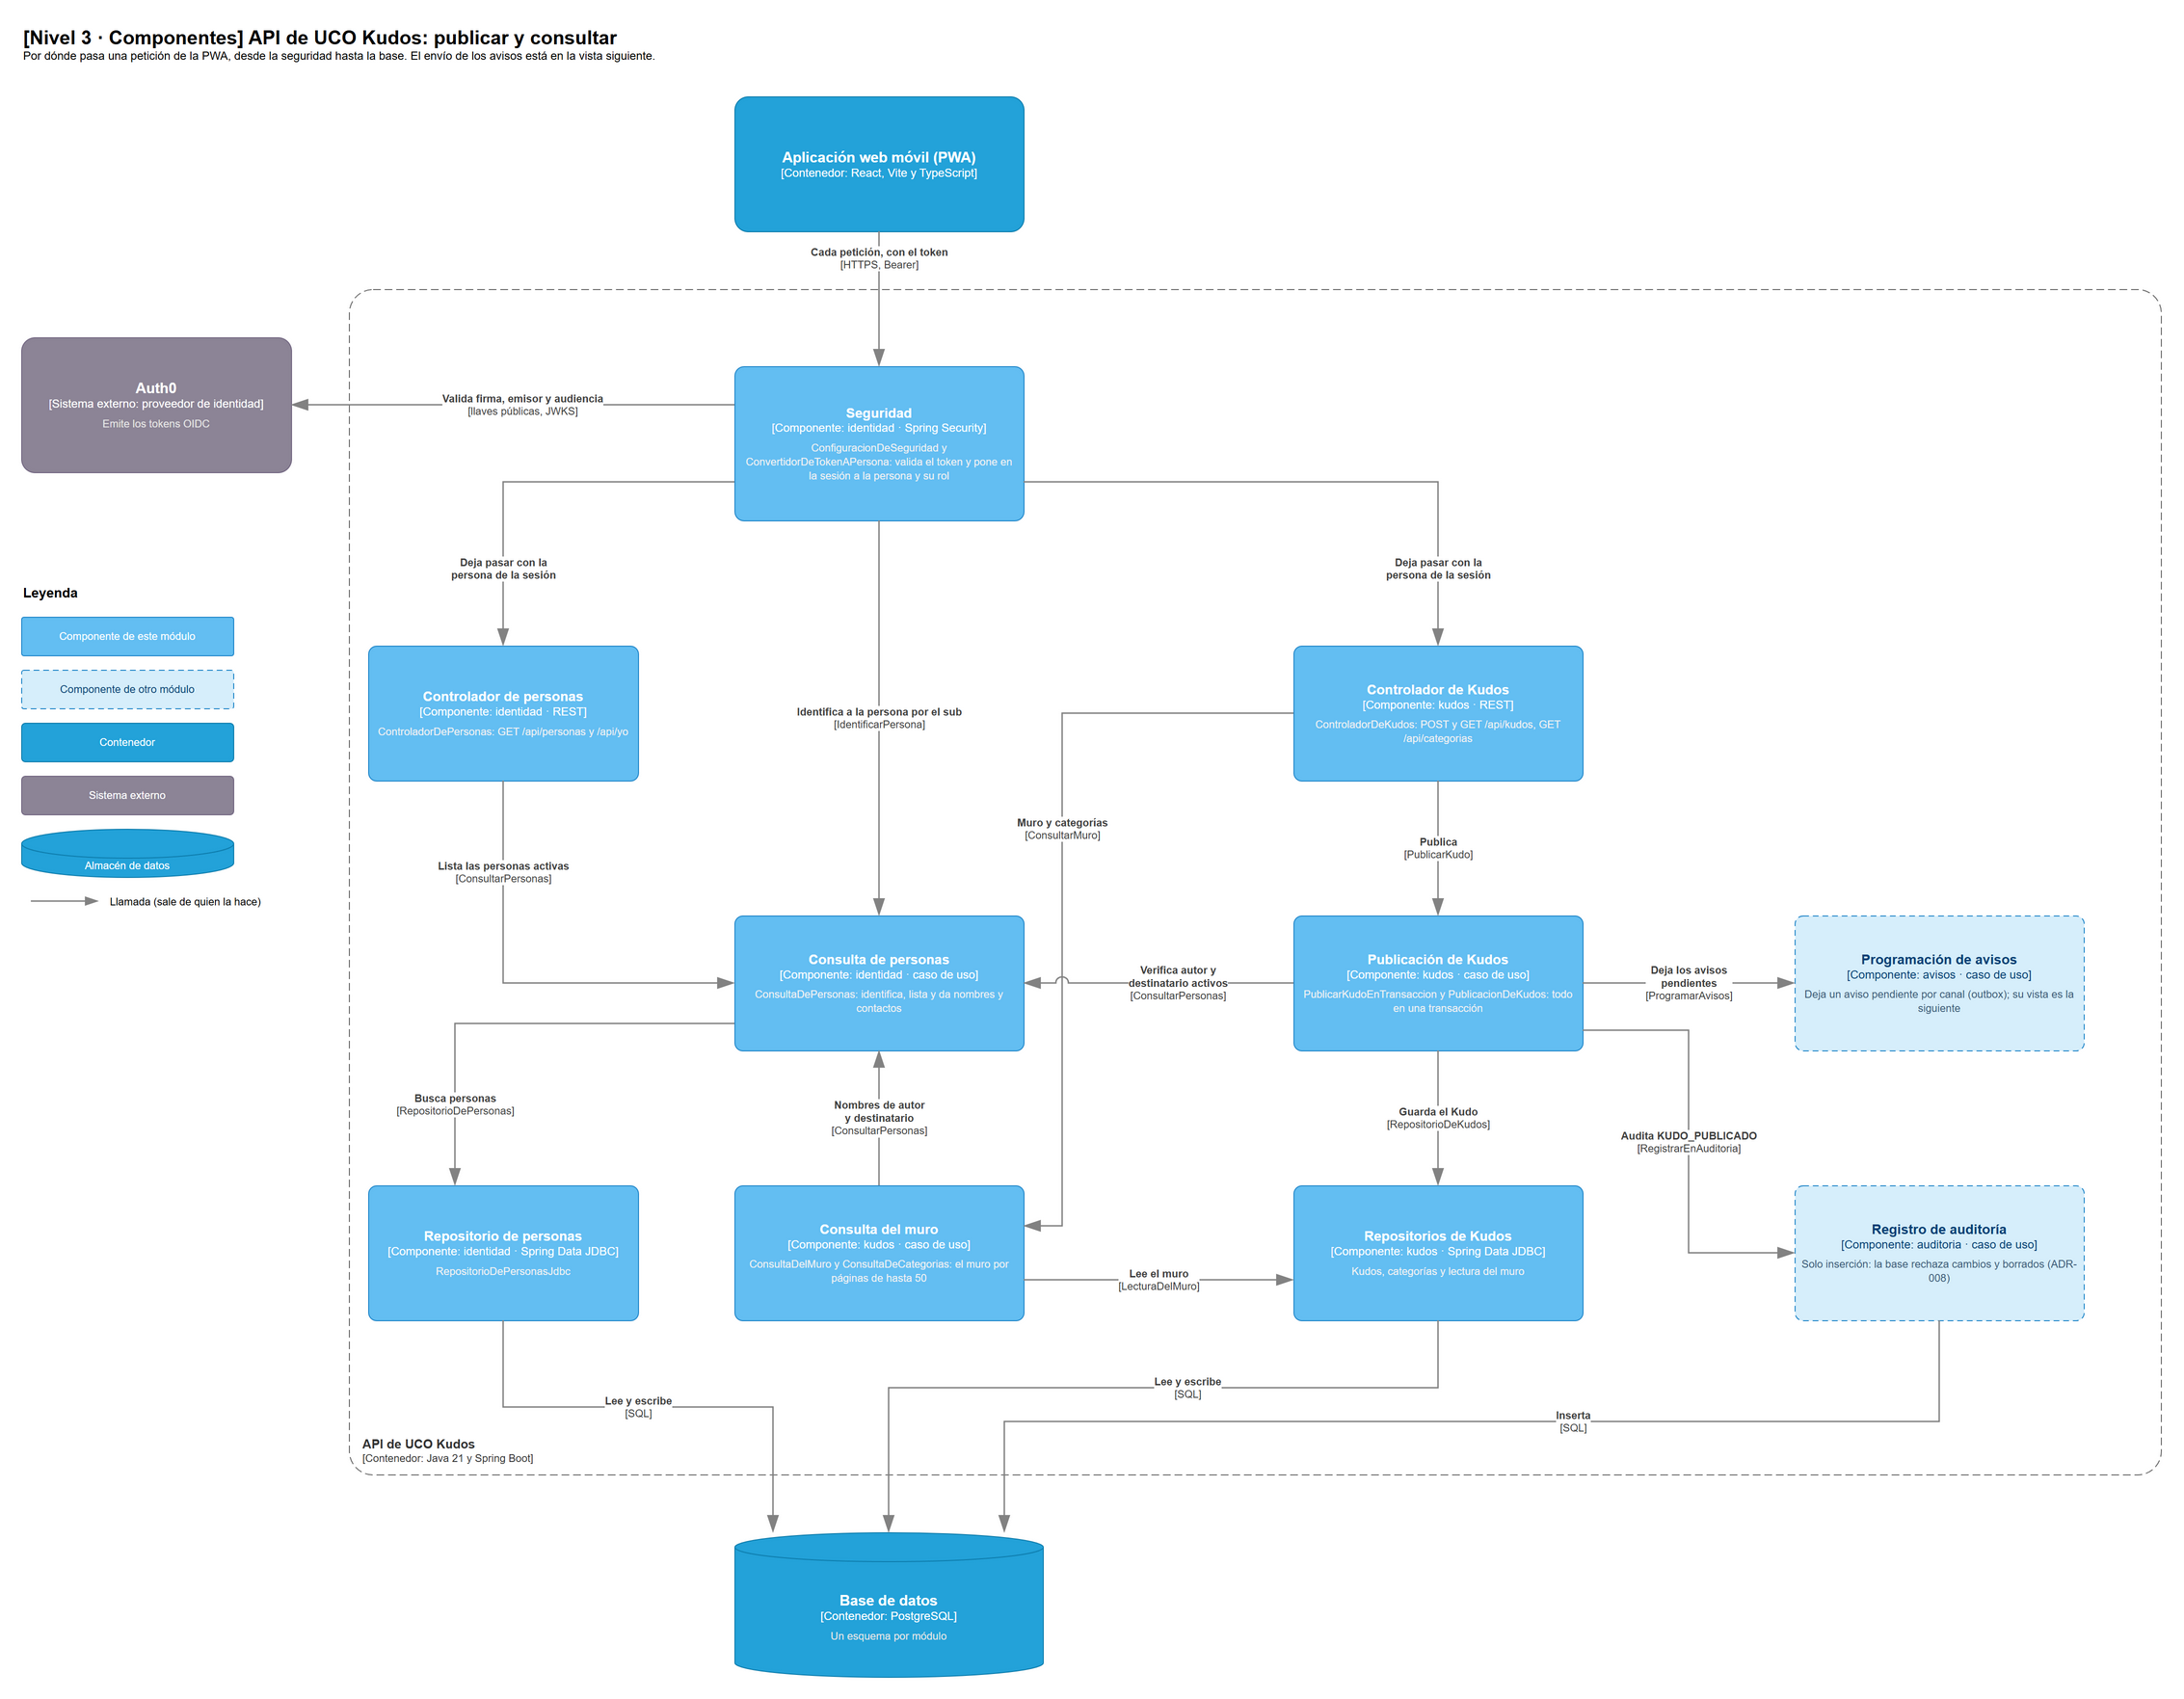 [Nivel 3 · Componentes] API de UCO Kudos: publicar y consultar
Por dónde pasa una petición de la PWA, desde la seguridad hasta la base. El envío de los avisos está en la vista siguiente.
Aplicación web móvil (PWA)
[Contenedor: React, Vite y TypeScript]
Cada petición, con el token
[HTTPS, Bearer]
Auth0
[Sistema externo: proveedor de identidad]
Emite los tokens OIDC
Valida firma, emisor y audiencia
[llaves públicas, JWKS]
Seguridad
[Componente: identidad · Spring Security]
ConfiguracionDeSeguridad y
ConvertidorDeTokenAPersona: valida el token y pone en
la sesión a la persona y su rol
Deja pasar con la
persona de la sesión
Deja pasar con la
persona de la sesión
Leyenda
Componente de este módulo
Componente de otro módulo
Contenedor
Sistema externo
Almacén de datos
Llamada (sale de quien la hace)
Controlador de personas
[Componente: identidad · REST]
ControladorDePersonas: GET /api/personas y /api/yo
Identifica a la persona por el sub
[IdentificarPersona]
Controlador de Kudos
[Componente: kudos · REST]
ControladorDeKudos: POST y GET /api/kudos, GET
/api/categorias
Muro y categorías
[ConsultarMuro]
Publica
[PublicarKudo]
Lista las personas activas
[ConsultarPersonas]
Consulta de personas
[Componente: identidad · caso de uso]
ConsultaDePersonas: identifica, lista y da nombres y
contactos
Verifica autor y
destinatario activos
[ConsultarPersonas]
Publicación de Kudos
[Componente: kudos · caso de uso]
PublicarKudoEnTransaccion y PublicacionDeKudos: todo
en una transacción
Deja los avisos
pendientes
[ProgramarAvisos]
Programación de avisos
[Componente: avisos · caso de uso]
Deja un aviso pendiente por canal (outbox); su vista es la
siguiente
Busca personas
[RepositorioDePersonas]
Nombres de autor
y destinatario
[ConsultarPersonas]
Guarda el Kudo
[RepositorioDeKudos]
Audita KUDO_PUBLICADO
[RegistrarEnAuditoria]
Repositorio de personas
[Componente: identidad · Spring Data JDBC]
RepositorioDePersonasJdbc
Consulta del muro
[Componente: kudos · caso de uso]
ConsultaDelMuro y ConsultaDeCategorias: el muro por
páginas de hasta 50
Lee el muro
[LecturaDelMuro]
Repositorios de Kudos
[Componente: kudos · Spring Data JDBC]
Kudos, categorías y lectura del muro
Registro de auditoría
[Componente: auditoria · caso de uso]
Solo inserción: la base rechaza cambios y borrados (ADR-
008)
Lee y escribe
[SQL]
Lee y escribe
[SQL]
Inserta
[SQL]
API de UCO Kudos
[Contenedor: Java 21 y Spring Boot]
Base de datos
[Contenedor: PostgreSQL]
Un esquema por módulo